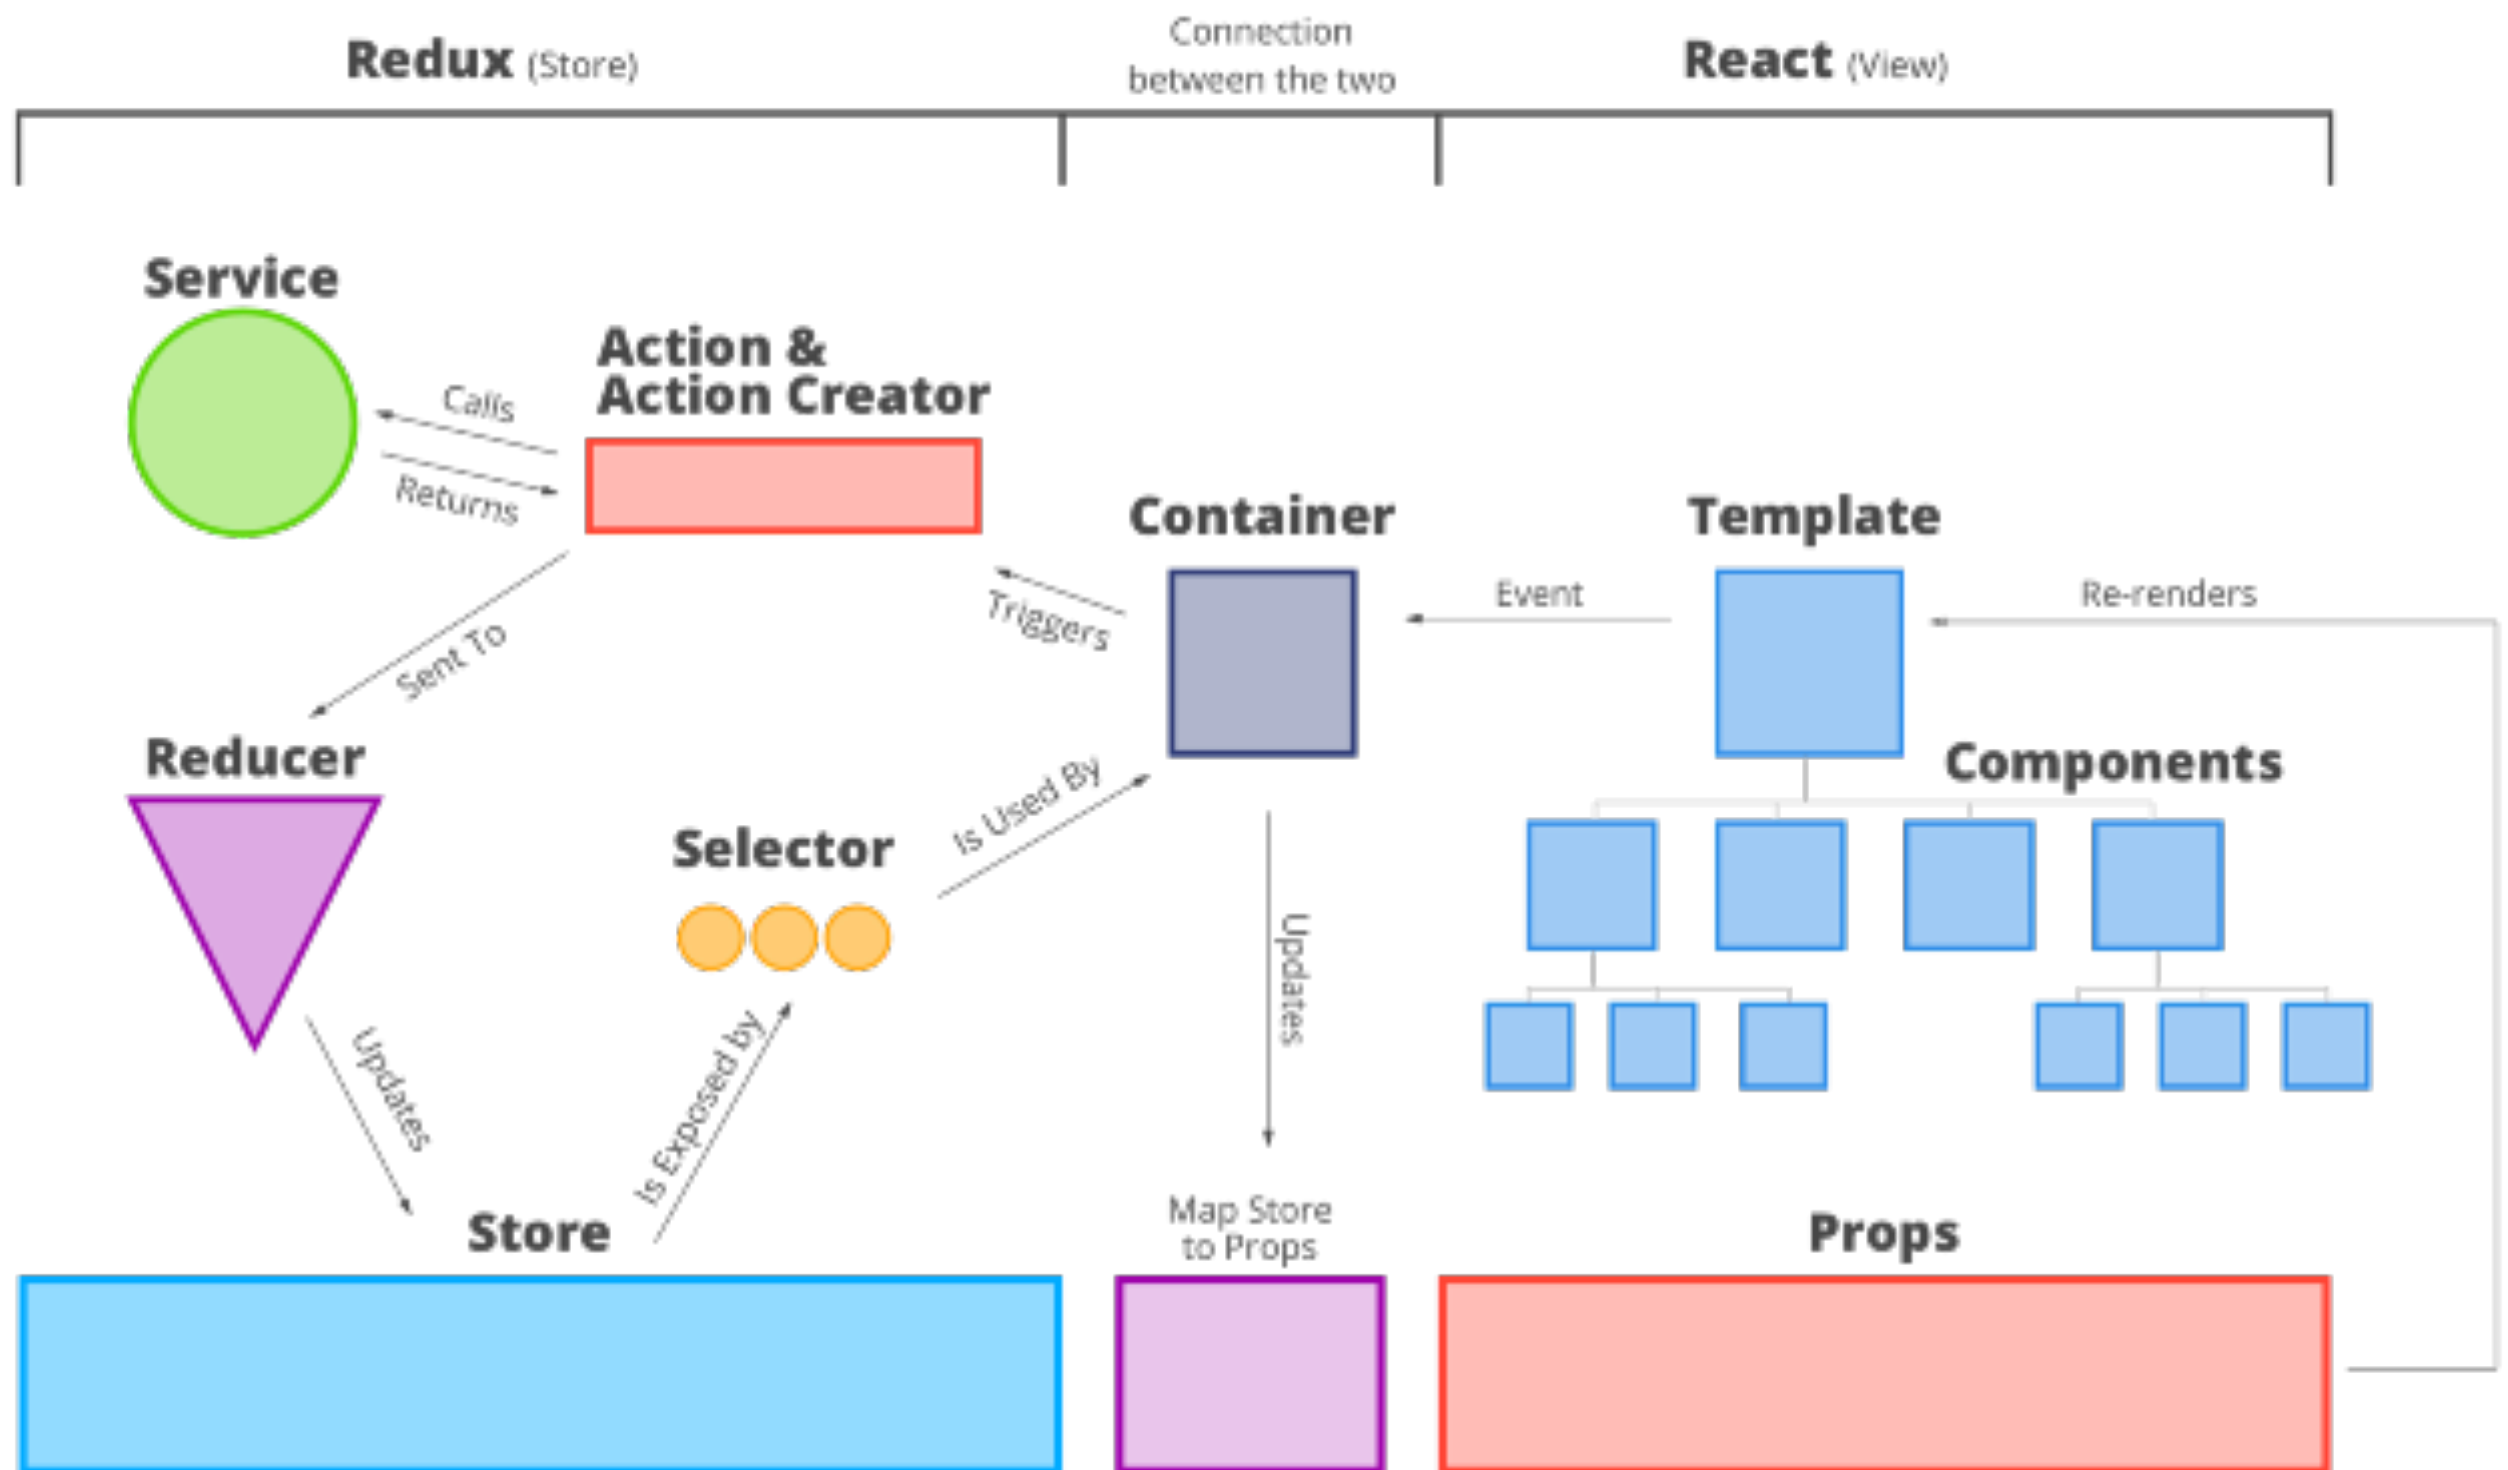 Redux (Store)
Connection
between the two
React (View)
Service
Action &
Action Creator
Calls
Returns
Container
Template
Triggers
Event
Re-renders
Sent To
Reducer
Components
Is Used By
Selector
Updates
Updates
Is Exposed by
Store
Map Store
to Props
Props